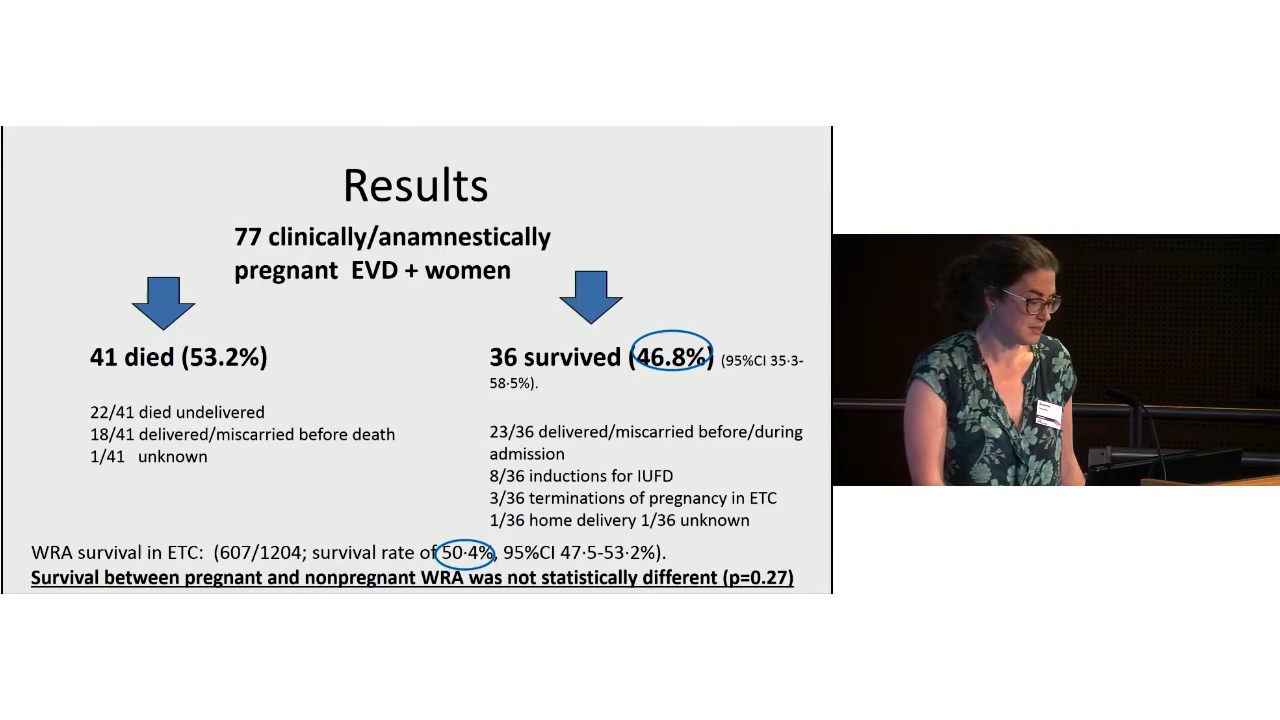 Results
77 clinically/anamnestically
pregnant EVD + women
41 died (53.2%)
22/41 died undelivered
18/41 delivered/miscarried before death
1/41 unknown
36 survived (46.8%) (95%CI 35·3-
58·5%).
23/36 delivered/miscarried before/during
admission
8/36 inductions for IUFD
3/36 terminations of pregnancy in ETC
1/36 home delivery 1/36 unknown
WRA survival in ETC: (607/1204; survival rate of 50·4%, 95%CI 47·5-53·2%).
Survival between pregnant and nonpregnant WRA was not statistically different (p=0.27)